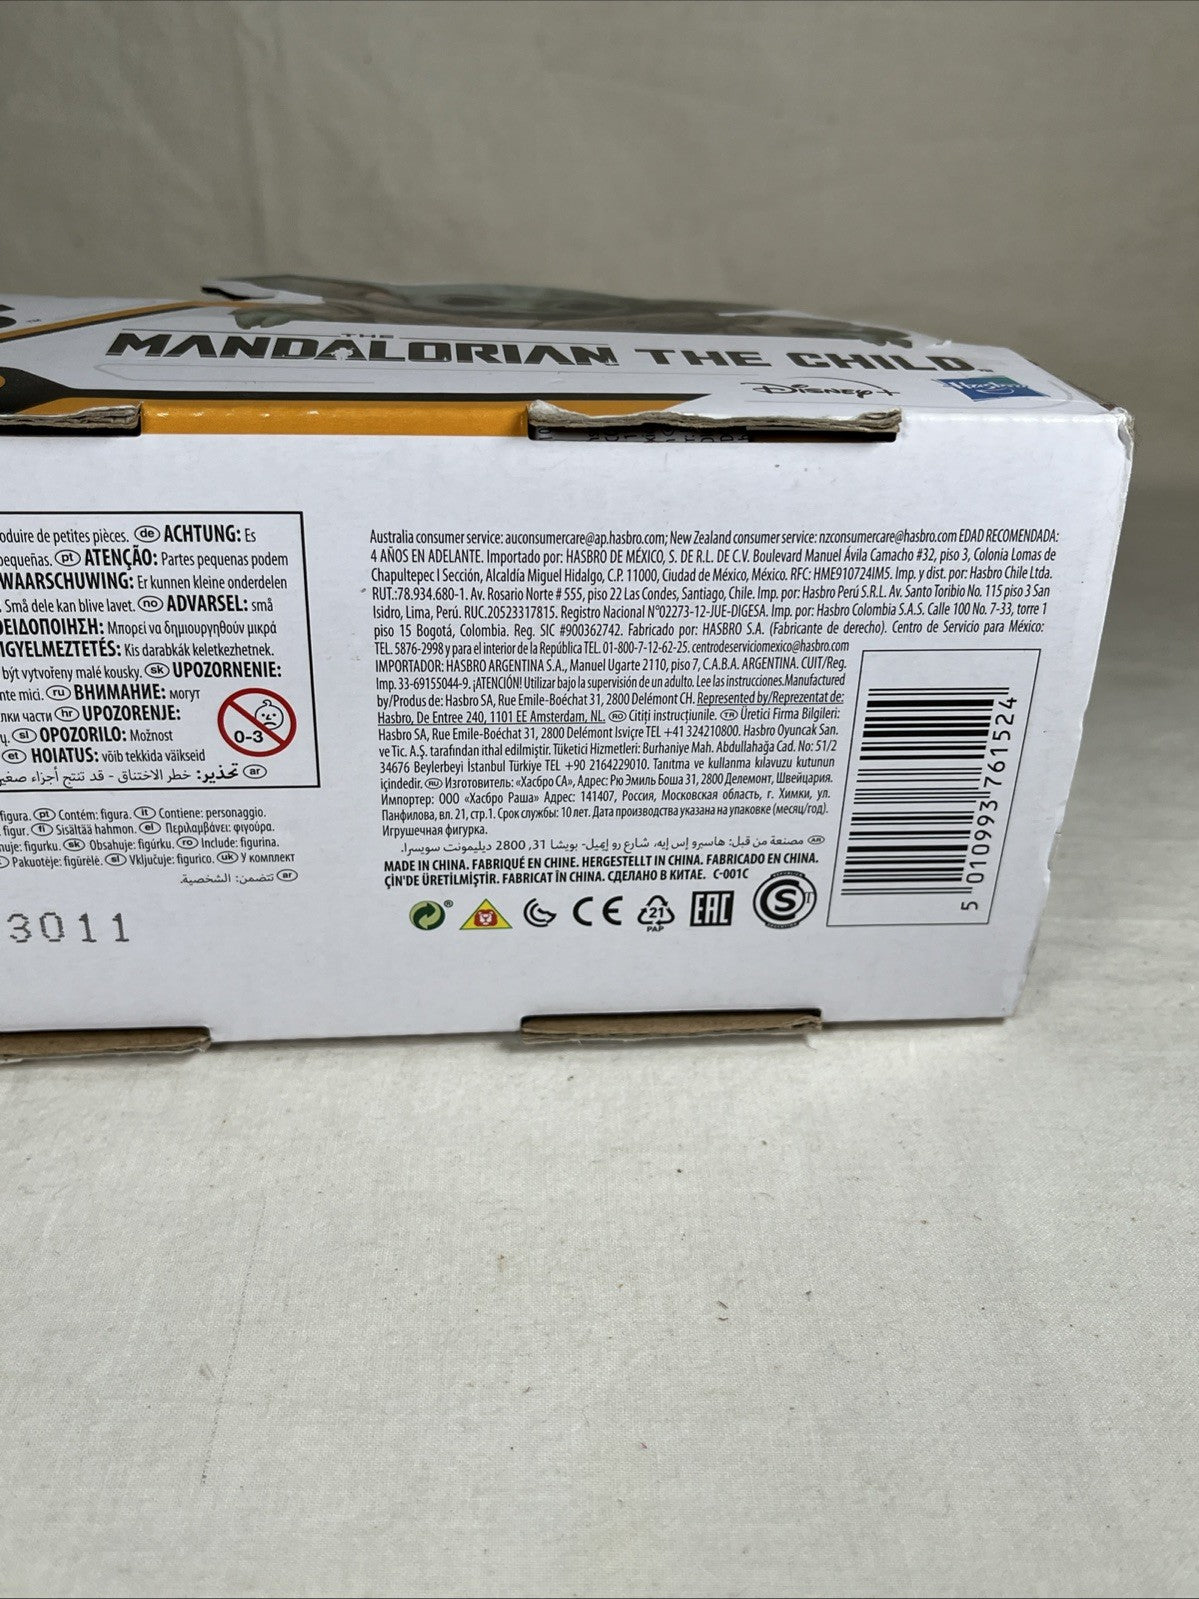 THE
MANDALORIAN THE CHILD
Disney+
Hasbro
oduire de petites pièces. (de) ACHTUNG: Es
pequeñas. (pt) ATENÇÃO: Partes pequenas podem
WAARSCHUWING: Er kunnen kleine onderdelen
. Små dele kan blive lavet. (no) ADVARSEL: små
ΟΕΙΔΟΠΟΙΗΣΗ: Μπορεί να δημιουργηθούν μικρά
IGYELMEZTETÉS: Kis darabkák keletkezhetnek.
být vytvořeny malé kousky. (sk) UPOZORNENIE:
nte mici. (ru) ВНИМАНИЕ: могут
лки части (hr) UPOZORENJE:
y. (sl) OPOZORILO: Možnost
(et) HOIATUS: võib tekkida väikseid
(ar) تحذير: خطر الاختناق - قد تنتج أجزاء صغير
0-3
figura. (pt) Contém: figura. (it) Contiene: personaggio.
figur. (fi) Sisältää hahmon. (el) Περιλαμβάνει: φιγούρα.
nuje: figurku. (sk) Obsahuje: figúrku. (ro) Include: figurina.
Pakuotėje: figūrėlė. (sl) Vključuje: figurico. (uk) У комплект
(ar) تتضمن: الشخصية.
3011
Australia consumer service: auconsumercare@ap.hasbro.com; New Zealand consumer service: nzconsumercare@hasbro.com EDAD RECOMENDADA:
4 AÑOS EN ADELANTE. Importado por: HASBRO DE MÉXICO, S. DE R.L. DE C.V. Boulevard Manuel Ávila Camacho #32, piso 3, Colonia Lomas de
Chapultepec I Sección, Alcaldía Miguel Hidalgo, C.P. 11000, Ciudad de México, México. RFC: HME910724IM5. Imp. y dist. por: Hasbro Chile Ltda.
RUT.:78.934.680-1. Av. Rosario Norte # 555, piso 22 Las Condes, Santiago, Chile. Imp. por: Hasbro Perú S.R.L. Av. Santo Toribio No. 115 piso 3 San
Isidro, Lima, Perú. RUC.20523317815. Registro Nacional N°02273-12-JUE-DIGESA. Imp. por: Hasbro Colombia S.A.S. Calle 100 No. 7-33, torre 1
piso 15 Bogotá, Colombia. Reg. SIC #900362742. Fabricado por: HASBRO S.A. (Fabricante de derecho). Centro de Servicio para México:
TEL. 5876-2998 y para el interior de la República TEL. 01-800-7-12-62-25. centrodeserviciomexico@hasbro.com
IMPORTADOR: HASBRO ARGENTINA S.A., Manuel Ugarte 2110, piso 7, C.A.B.A. ARGENTINA. CUIT/Reg.
Imp. 33-69155044-9. ¡ATENCIÓN! Utilizar bajo la supervisión de un adulto. Lee las instrucciones.Manufactured
by/Produs de: Hasbro SA, Rue Emile-Boéchat 31, 2800 Delémont CH. Represented by/Reprezentat de:
Hasbro, De Entree 240, 1101 EE Amsterdam, NL. (RO) Citiți instrucțiunile. (TR) Üretici Firma Bilgileri:
Hasbro SA, Rue Emile-Boéchat 31, 2800 Delémont İsviçre TEL +41 324210800. Hasbro Oyuncak San.
ve Tic. A.Ş. tarafından ithal edilmiştir. Tüketici Hizmetleri: Burhaniye Mah. Abdullahağa Cad. No: 51/2
34676 Beylerbeyi İstanbul Türkiye TEL +90 2164229010. Tanıtma ve kullanma kılavuzu kutunun
içindedir. (RU) Изготовитель: «Хасбро СА», Адрес: Рю Эмиль Боша 31, 2800 Делемонт, Швейцария.
Импортер: ООО «Хасбро Раша» Адрес: 141407, Россия, Московская область, г. Химки, ул.
Панфилова, вл. 21, стр.1. Срок службы: 10 лет. Дата производства указана на упаковке (месяц/год).
Игрушечная фигурка.
(AR) مصنعة من قبل: هاسبرو إس إيه، شارع رو إميل- بويشا 31, 2800 ديليمونت سويسرا.
MADE IN CHINA. FABRIQUÉ EN CHINE. HERGESTELLT IN CHINA. FABRICADO EN CHINA.
ÇİN'DE ÜRETİLMİŞTİR. FABRICAT ÎN CHINA. СДЕЛАНО В КИТАЕ. C-001C
CE 21 PAP EAC S
5 010993 761524